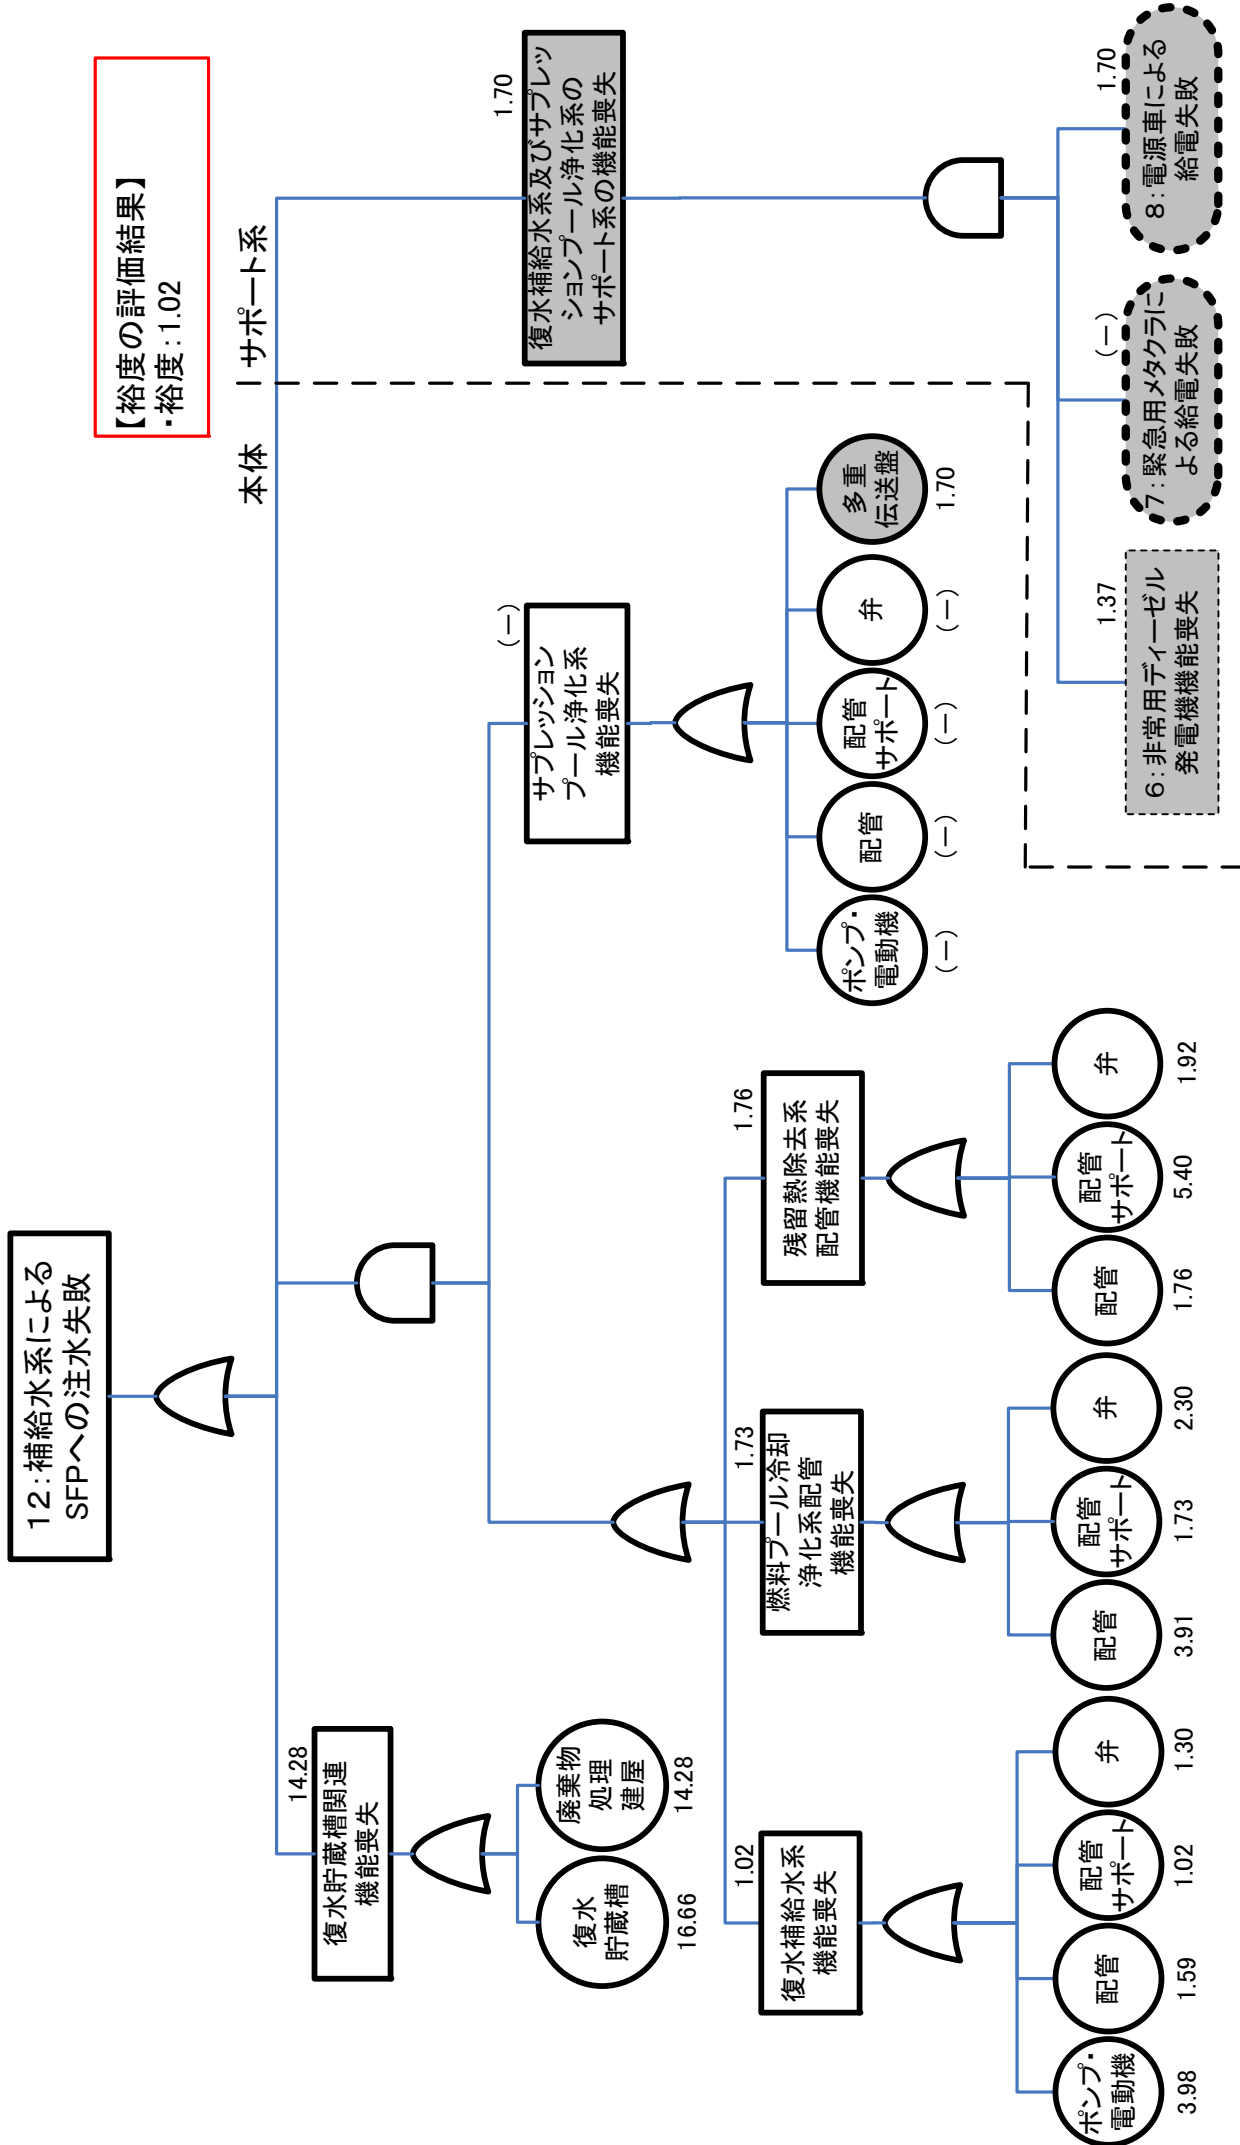 12:補給水系による
SFPへの注水失敗
【裕度の評価結果】
・裕度:1.02
本体
サポート系
14.28
復水貯蔵槽関連
機能喪失
復水
貯蔵槽
16.66
廃棄物
処理
建屋
14.28
(－)
サプレッション
プール浄化系
機能喪失
ポンプ・
電動機
(－)
配管
(－)
配管
サポート
(－)
弁
(－)
多重
伝送盤
1.70
1.70
復水補給水系及びサプレッ
ションプール浄化系の
サポート系の機能喪失
1.02
復水補給水系
機能喪失
ポンプ・
電動機
3.98
配管
1.59
配管
サポート
1.02
弁
1.30
1.73
燃料プール冷却
浄化系配管
機能喪失
配管
3.91
配管
サポート
1.73
弁
2.30
1.76
残留熱除去系
配管機能喪失
配管
1.76
配管
サポート
5.40
弁
1.92
1.37
6:非常用ディーゼル
発電機機能喪失
(－)
7:緊急用メタクラに
よる給電失敗
1.70
8:電源車による
給電失敗